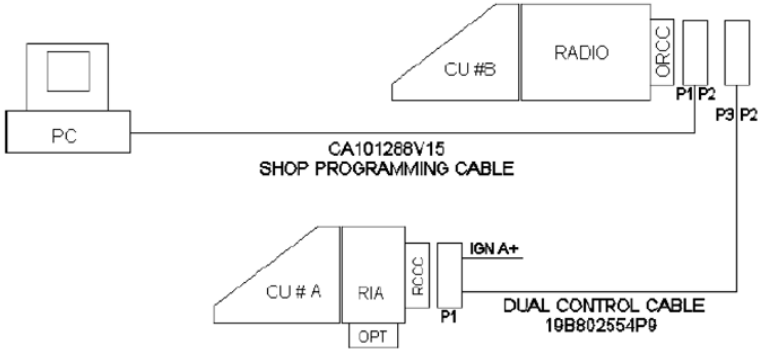 CU #B
RADIO
ORCC
P1 P2
P3 P2
PC
CA101288V15
SHOP PROGRAMMING CABLE
CU # A
RIA
RCCC
OPT
P1
IGN A+
DUAL CONTROL CABLE
19B802554P9